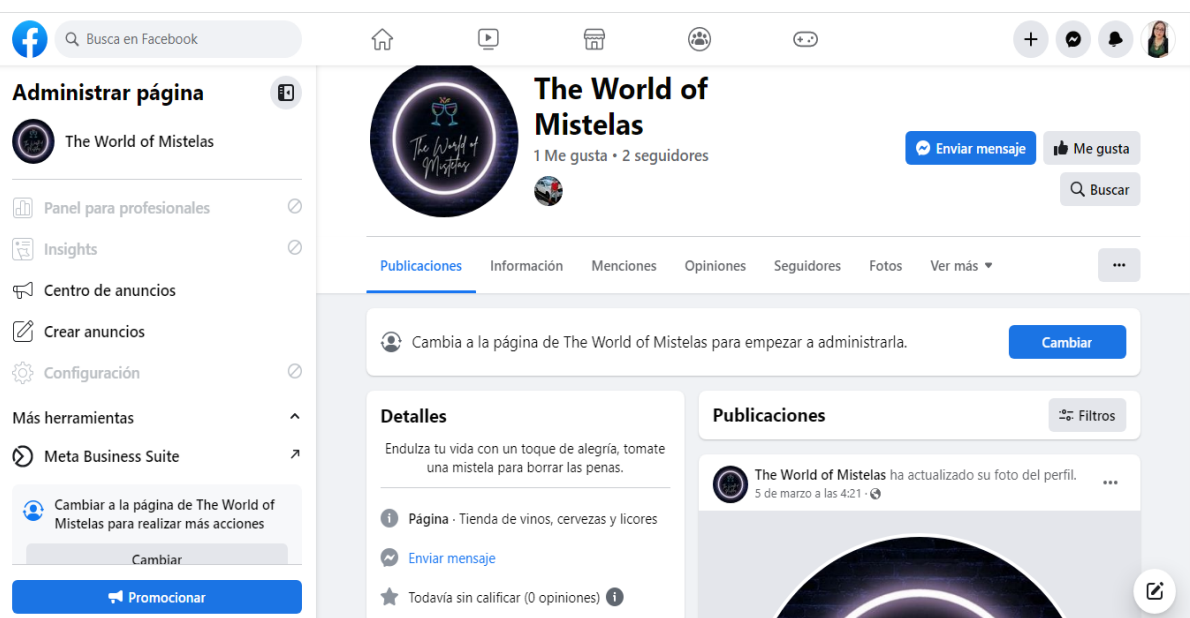 Busca en Facebook
Administrar página
The World of Mistelas
Panel para profesionales
Insights
Centro de anuncios
Crear anuncios
Configuración
Más herramientas
Meta Business Suite
Cambiar a la página de The World of
Mistelas para realizar más acciones
Cambiar
Promocionar
The World of
Mistelas
The World of
Mistelas
1 Me gusta • 2 seguidores
Enviar mensaje
Me gusta
Buscar
Publicaciones
Información
Menciones
Opiniones
Seguidores
Fotos
Ver más
Cambia a la página de The World of Mistelas para empezar a administrarla.
Cambiar
Detalles
Endulza tu vida con un toque de alegría, tomate
una mistela para borrar las penas.
Página · Tienda de vinos, cervezas y licores
Enviar mensaje
Todavía sin calificar (0 opiniones)
Publicaciones
Filtros
The World of Mistelas ha actualizado su foto del perfil.
5 de marzo a las 4:21 ·